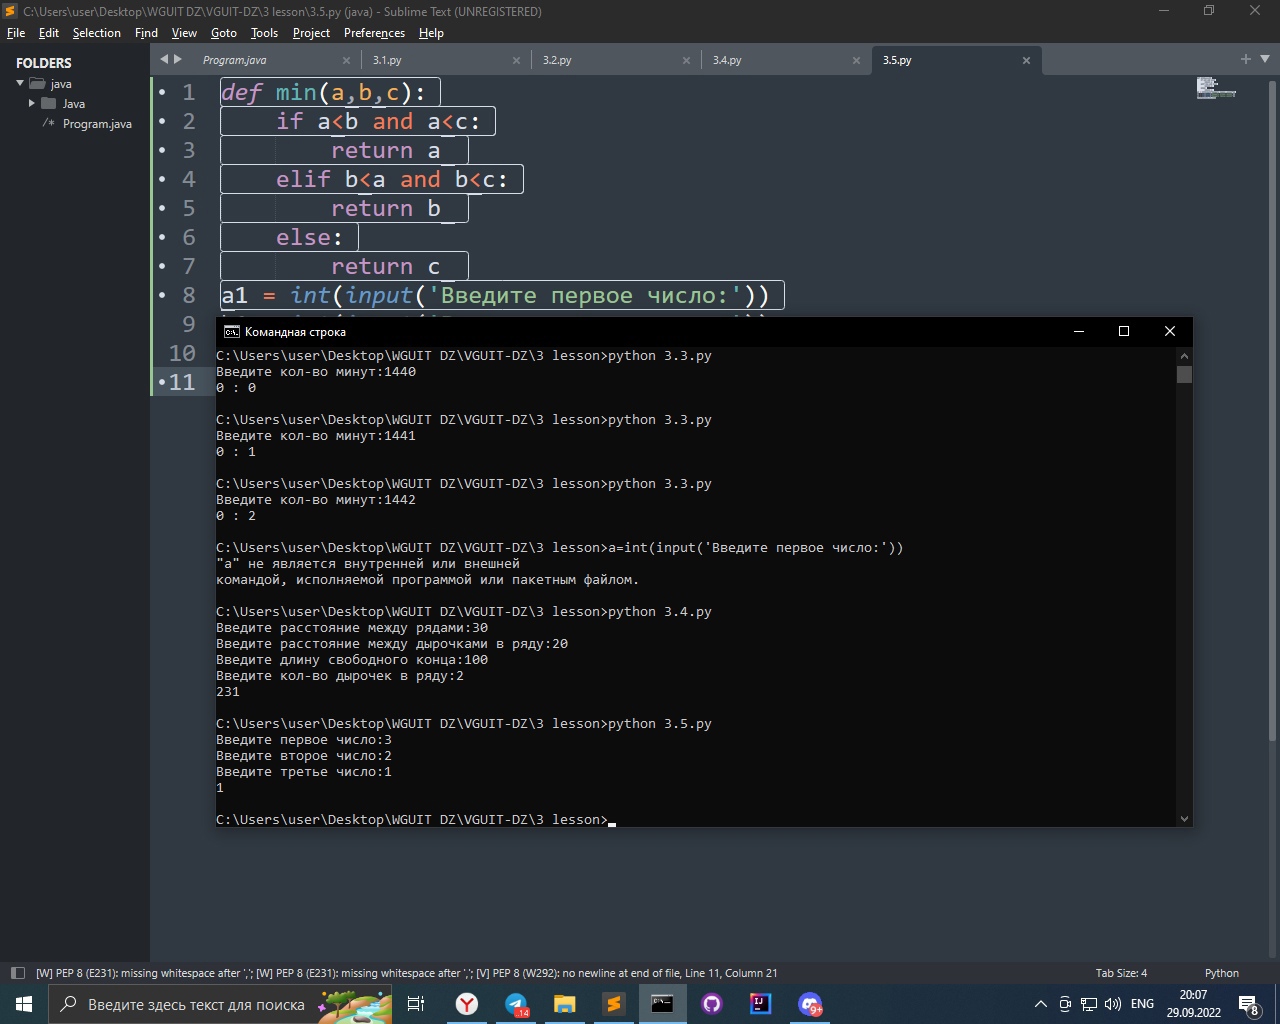 C:\Users\user\Desktop\WGUIT DZ\VGUIT-DZ\3 lesson\3.5.py (java) - Sublime Text (UNREGISTERED)
File Edit Selection Find View Goto Tools Project Preferences Help
FOLDERS
java
Java
/* Program.java
Program.java 3.1.py 3.2.py 3.4.py 3.5.py
1 def min(a,b,c):
2 if a<b and a<c:
3 return a
4 elif b<a and b<c:
5 return b
6 else:
7 return c
8 a1 = int(input('Введите первое число:'))
9
10
11
Командная строка
C:\Users\user\Desktop\WGUIT DZ\VGUIT-DZ\3 lesson>python 3.3.py
Введите кол-во минут:1440
0 : 0
C:\Users\user\Desktop\WGUIT DZ\VGUIT-DZ\3 lesson>python 3.3.py
Введите кол-во минут:1441
0 : 1
C:\Users\user\Desktop\WGUIT DZ\VGUIT-DZ\3 lesson>python 3.3.py
Введите кол-во минут:1442
0 : 2
C:\Users\user\Desktop\WGUIT DZ\VGUIT-DZ\3 lesson>a=int(input('Введите первое число:'))
"a" не является внутренней или внешней
командой, исполняемой программой или пакетным файлом.
C:\Users\user\Desktop\WGUIT DZ\VGUIT-DZ\3 lesson>python 3.4.py
Введите расстояние между рядами:30
Введите расстояние между дырочками в ряду:20
Введите длину свободного конца:100
Введите кол-во дырочек в ряду:2
231
C:\Users\user\Desktop\WGUIT DZ\VGUIT-DZ\3 lesson>python 3.5.py
Введите первое число:3
Введите второе число:2
Введите третье число:1
1
C:\Users\user\Desktop\WGUIT DZ\VGUIT-DZ\3 lesson>
[W] PEP 8 (E231): missing whitespace after ','; [W] PEP 8 (E231): missing whitespace after ','; [V] PEP 8 (W292): no newline at end of file, Line 11, Column 21
Tab Size: 4 Python
Введите здесь текст для поиска
.14
9+
ENG
20:07
29.09.2022
8